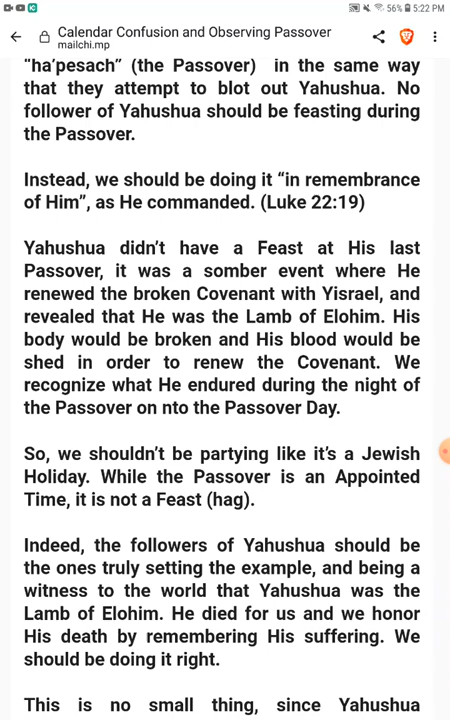 56% 5:22 PM
Calendar Confusion and Observing Passover
mailchi.mp
"ha'pesach" (the Passover) in the same way
that they attempt to blot out Yahushua. No
follower of Yahushua should be feasting during
the Passover.
Instead, we should be doing it "in remembrance
of Him", as He commanded. (Luke 22:19)
Yahushua didn't have a Feast at His last
Passover, it was a somber event where He
renewed the broken Covenant with Yisrael, and
revealed that He was the Lamb of Elohim. His
body would be broken and His blood would be
shed in order to renew the Covenant. We
recognize what He endured during the night of
the Passover on nto the Passover Day.
So, we shouldn't be partying like it's a Jewish
Holiday. While the Passover is an Appointed
Time, it is not a Feast (hag).
Indeed, the followers of Yahushua should be
the ones truly setting the example, and being a
witness to the world that Yahushua was the
Lamb of Elohim. He died for us and we honor
His death by remembering His suffering. We
should be doing it right.
This is no small thing, since Yahushua